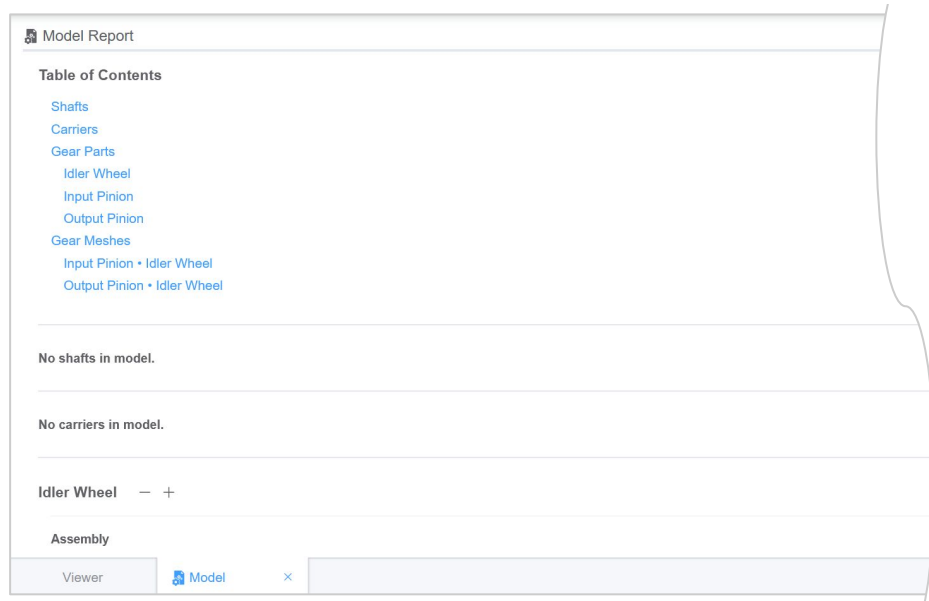 Model Report
Table of Contents
Shafts
Carriers
Gear Parts
Idler Wheel
Input Pinion
Output Pinion
Gear Meshes
Input Pinion • Idler Wheel
Output Pinion • Idler Wheel
No shafts in model.
No carriers in model.
Idler Wheel − +
Assembly
Viewer Model ×